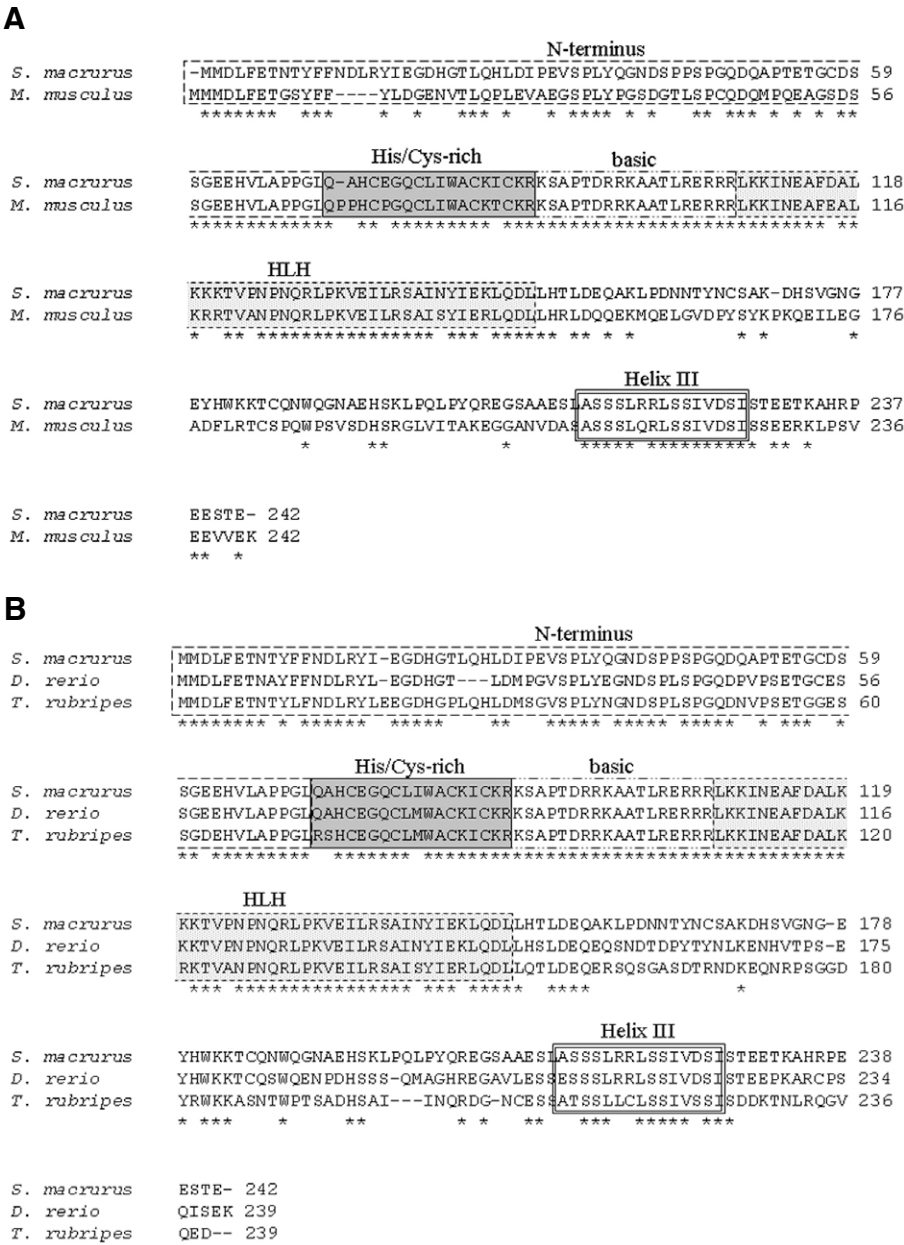 A
N-terminus
S. macrurus -MMDLFETNTYFFNDLRYIEGDHGTLQHLDIPEVSPLYQGNDSPPSPGQDQAPTETGCDS 59
M. musculus MMMDLFETGSYFF----YLDGENVTLQPLEVAEGSPLYPGSDGTLSPCQDQMPQEAGSDS 56
******* *** * * *** * * **** * * ** *** * * * **
His/Cys-rich basic
S. macrurus SGEEHVLAPPGLQ-AHCEGQCLIWACKICKRKSAPTDRRKAATLRERRRLKKINEAFDAL 118
M. musculus SGEEHVLAPPGLQPPHCPGQCLIWACKTCKRKSAPTDRRKAATLRERRRLKKINEAFEAL 116
************* ** ********* ***************************** **
HLH
S. macrurus KKKTVPNPNQRLPKVEILRSAINYIEKLQDLLHTLDEQAKLPDNNTYNCSAK-DHSVGNG 177
M. musculus KRRTVANPNQRLPKVEILRSAISYIERLQDLLHRLDQQEKMQELGVDPYSYKPKQEILEG 176
* ** **************** *** ****** ** * * * * *
Helix III
S. macrurus EYHWKKTCQNWQGNAEHSKLPQLPYQREGSAAESLASSSLRRLSSIVDSISTEETKAHRP 237
M. musculus ADFLRTCSPQWPSVSDHSRGLVITAKEGGANVDASASSSLQRLSSIVDSISSEERKLPSV 236
* ** * ***** ********** ** *
S. macrurus EESTE- 242
M. musculus EEVVEK 242
** *
B
N-terminus
S. macrurus MMDLFETNTYFFNDLRYI-EGDHGTLQHLDIPEVSPLYQGNDSPPSPGQDQAPTETGCDS 59
D. rerio MMDLFETNAYFFNDLRYL-EGDHGT---LDMPGVSPLYEGNDSPLSPGQDPVPSETGCES 56
T. rubripes MMDLFETNTYLFNDLRYLEEGDHGPLQHLDMSGVSPLYNGNDSPLSPGQDNVPSETGGES 60
******** * ****** ***** ** ***** ***** ***** * *** *
His/Cys-rich basic
S. macrurus SGEEHVLAPPGLQAHCEGQCLIWACKICKRKSAPTDRRKAATLRERRRLKKINEAFDALK 119
D. rerio SGEEHVLAPPGLQAHCEGQCLMWACKICKRKSAPTDRRKAATLRERRRLKKINEAFDALK 116
T. rubripes SGDEHVLAPPGLRSHCEGQCLMWACKICKRKSAPTDRRKAATLRERRRLKKINEAFDALK 120
** ********* ******* **************************************
HLH
S. macrurus KKTVPNPNQRLPKVEILRSAINYIEKLQDLLHTLDEQAKLPDNNTYNCSAKDHSVGNG-E 178
D. rerio KKTVPNPNQRLPKVEILRSAINYIEKLQDLLHSLDEQEQSNDTDPYTYNLKENHVTPS-E 175
T. rubripes RKTVANPNQRLPKVEILRSAISYIERLQDLLQTLDEQERSQSGASDTRNDKEQNRPSGGD 180
*** **************** *** ***** **** *
Helix III
S. macrurus YHWKKTCQNWQGNAEHSKLPQLPYQREGSAAESLASSSLRRLSSIVDSISTEETKAHRPE 238
D. rerio YHWKKTCQSWQENPDHSSS-QMAGHREGAVLESSESSSLRRLSSIVDSISTEEPKARCPS 234
T. rubripes YRWKKASNTWPTSADHSAI---INQRDG-NCESSATSSLLCLSSIVSSISDDKTNLRQGV 236
* *** * ** * * ** *** ***** ***
S. macrurus ESTE- 242
D. rerio QISEK 239
T. rubripes QED-- 239